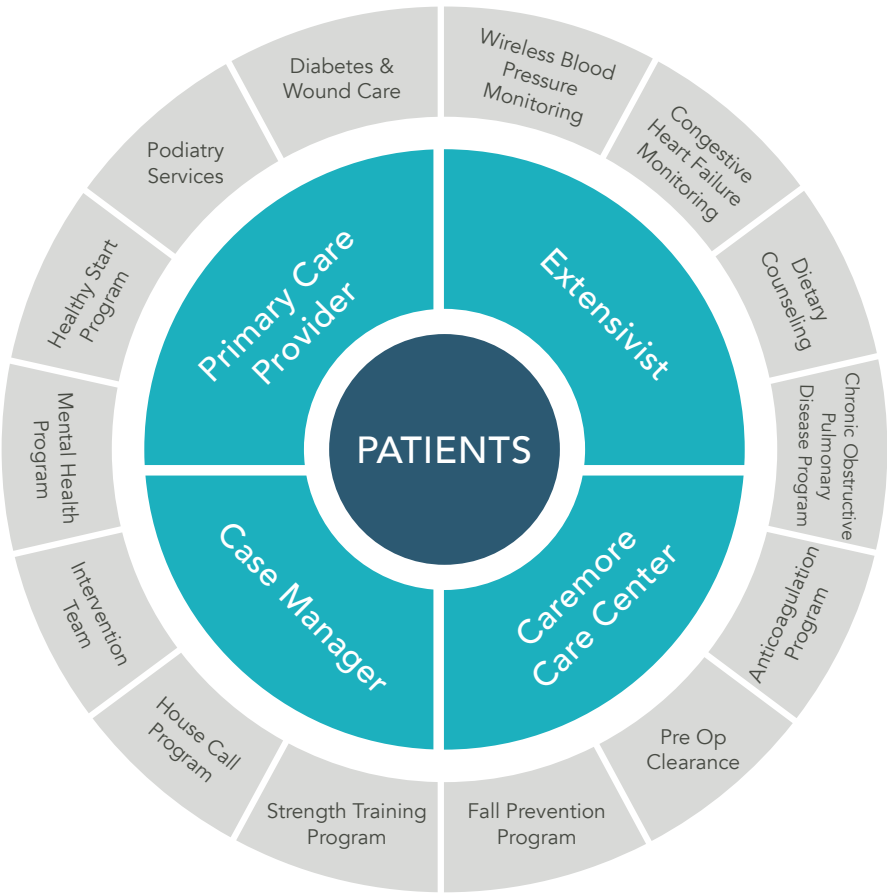 PATIENTS
Primary Care
Provider
Extensivist
Caremore
Care Center
Case Manager
Wireless Blood
Pressure
Monitoring
Congestive
Heart Failure
Monitoring
Dietary
Counseling
Chronic Obstructive
Pulmonary
Disease Program
Anticoagulation
Program
Pre Op
Clearance
Fall Prevention
Program
Strength Training
Program
House Call
Program
Intervention
Team
Mental Health
Program
Healthy Start
Program
Podiatry
Services
Diabetes &
Wound Care